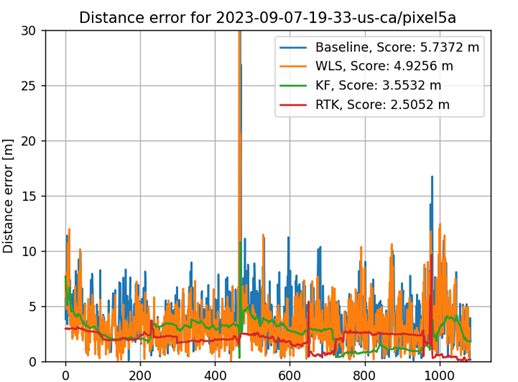 Distance error for 2023-09-07-19-33-us-ca/pixel5a
Distance error [m]
30
25
20
15
10
5
0
0 200 400 600 800 1000
Baseline, Score: 5.7372 m
WLS, Score: 4.9256 m
KF, Score: 3.5532 m
RTK, Score: 2.5052 m